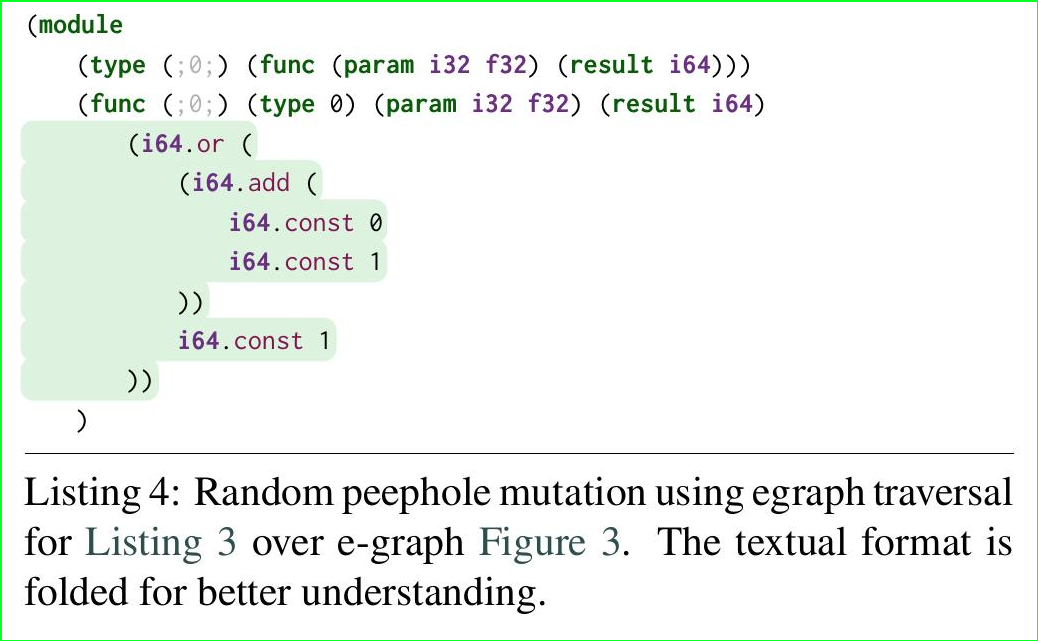 (module
    (type (;0;) (func (param i32 f32) (result i64)))
    (func (;0;) (type 0) (param i32 f32) (result i64)
        (i64.or (
            (i64.add (
                i64.const 0
                i64.const 1
            ))
            i64.const 1
        ))
    )
Listing 4: Random peephole mutation using egraph traversal
for Listing 3 over e-graph Figure 3. The textual format is
folded for better understanding.